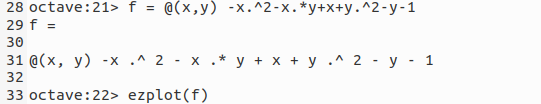 28 octave:21> f = @(x,y) -x.^2-x.*y+x+y.^2-y-1
29 f =
30
31 @(x, y) -x .^ 2 - x .* y + x + y .^ 2 - y - 1
32
33 octave:22> ezplot(f)